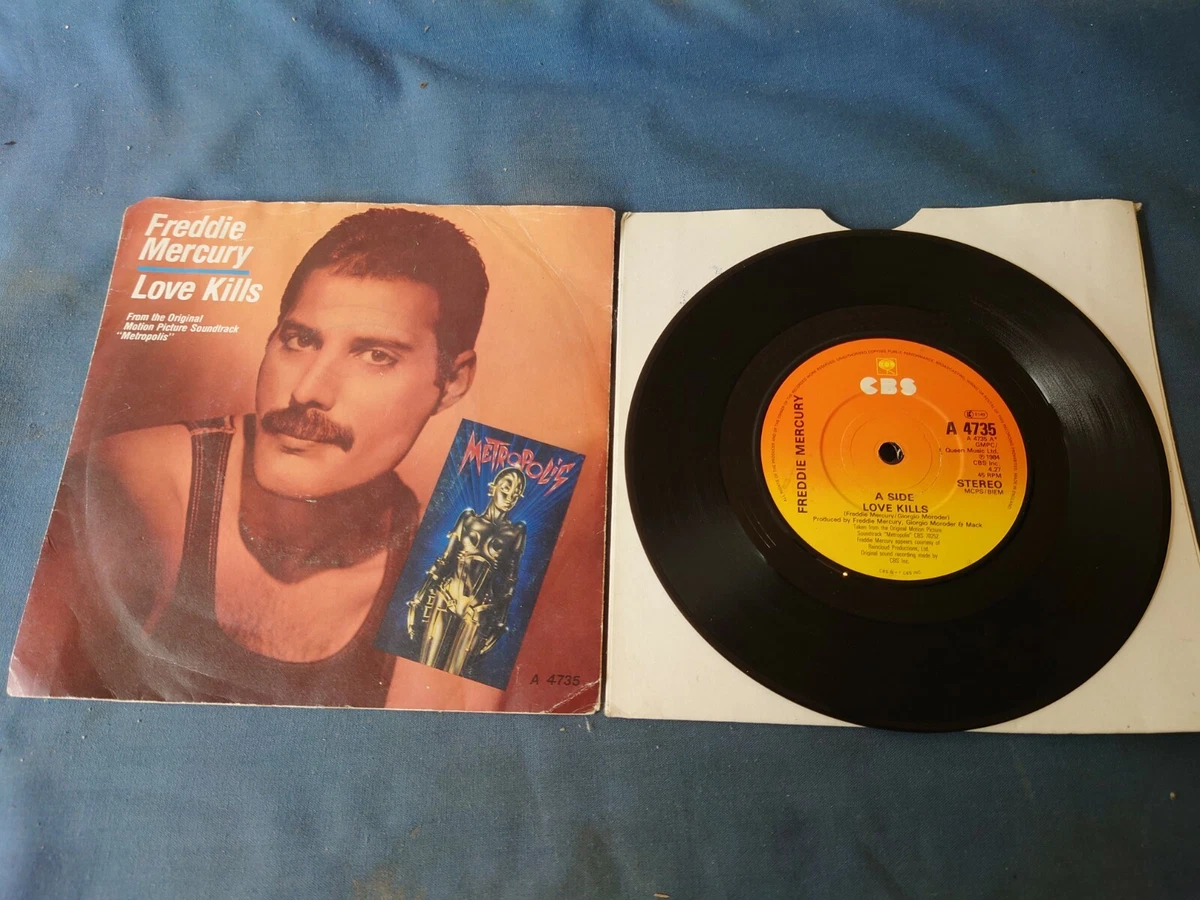 Freddie
Mercury
Love Kills
From the Original
Motion Picture Soundtrack
"Metropolis"
METROPOLIS
A 4735
CBS
FREDDIE MERCURY
A 4735
A 4735 A
GMPC/
Queen Music Ltd.
℗ 1984
CBS Inc.
4.27
45 RPM
STEREO
MCPS/BIEM
A SIDE
LOVE KILLS
(Freddie Mercury/Giorgio Moroder)
Produced by Freddie Mercury, Giorgio Moroder & Mack
Taken from the Original Motion Picture
Soundtrack "Metropolis" CBS 70252
Freddie Mercury appears courtesy of
Raincloud Productions, Ltd.
Original sound recording made by
CBS Inc.